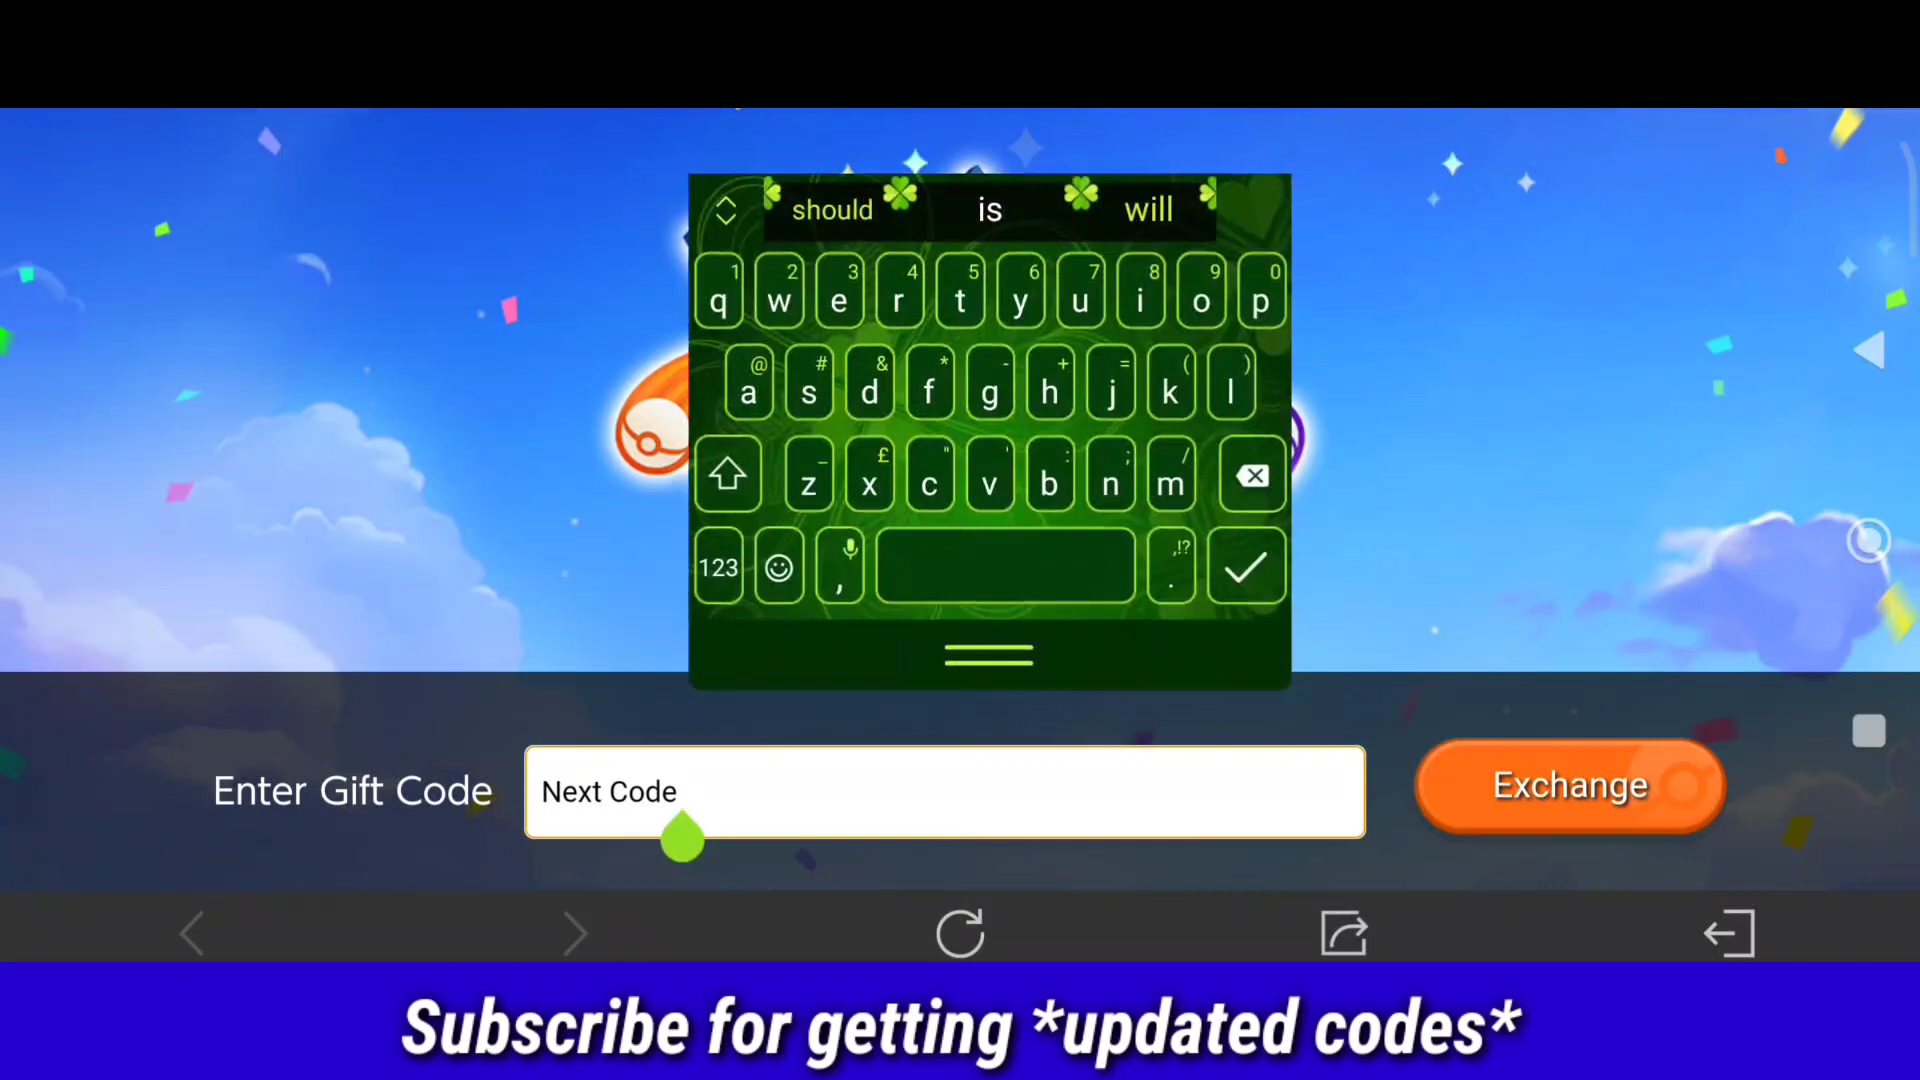 should is will
1 2 3 4 5 6 7 8 9 0
q w e r t y u i o p
@ # & * - + = ( )
a s d f g h j k l
_ £ " ' : ; /
z x c v b n m
123 , ,!? .
Enter Gift Code Next Code Exchange
Subscribe for getting *updated codes*